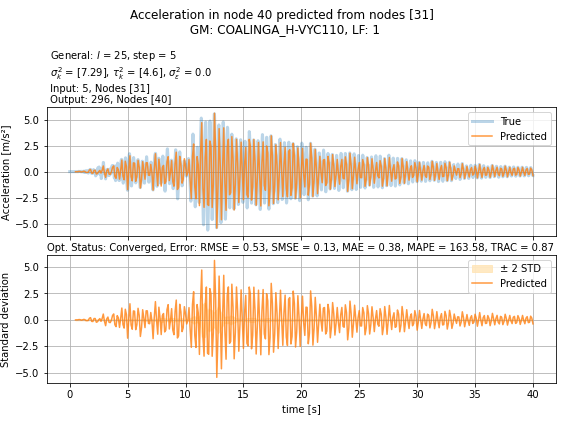 Acceleration in node 40 predicted from nodes [31]
GM: COALINGA_H-VYC110, LF: 1
General: l = 25, step = 5
σ²ₖ = [7.29], τ²ₖ = [4.6], σ²_ε = 0.0
Input: 5, Nodes [31]
Output: 296, Nodes [40]
Acceleration [m/s²]
5.0
2.5
0.0
−2.5
−5.0
True
Predicted
Opt. Status: Converged, Error: RMSE = 0.53, SMSE = 0.13, MAE = 0.38, MAPE = 163.58, TRAC = 0.87
Standard deviation
5.0
2.5
0.0
−2.5
−5.0
± 2 STD
Predicted
0 5 10 15 20 25 30 35 40
time [s]